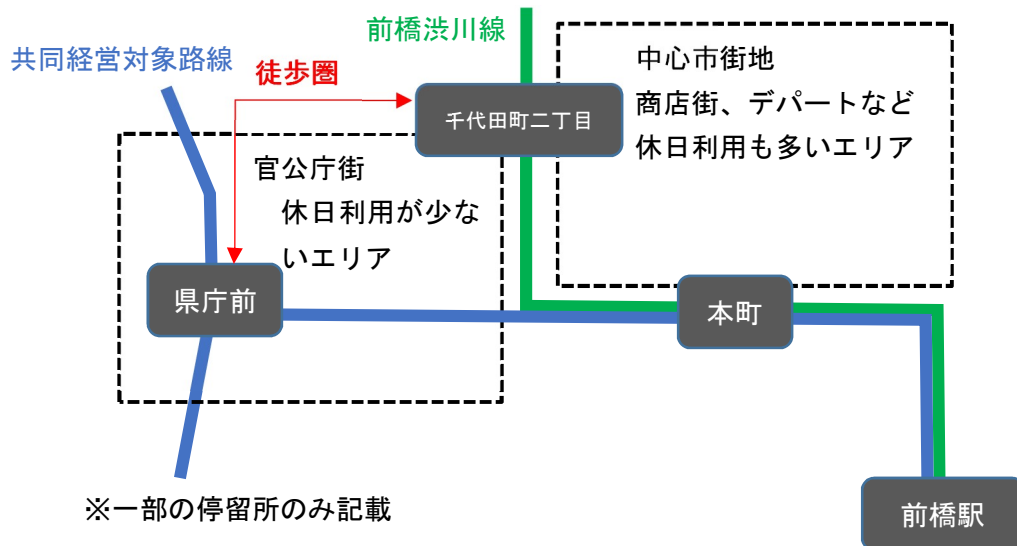 前橋渋川線
共同経営対象路線
徒歩圏
中心市街地
商店街、デパートなど
休日利用も多いエリア
千代田町二丁目
官公庁街
休日利用が少な
いエリア
県庁前
本町
※一部の停留所のみ記載
前橋駅